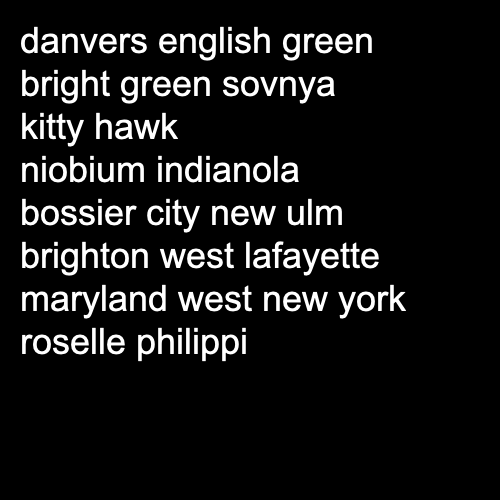 danvers english green
bright green sovnya
kitty hawk
niobium indianola
bossier city new ulm
brighton west lafayette
maryland west new york
roselle philippi